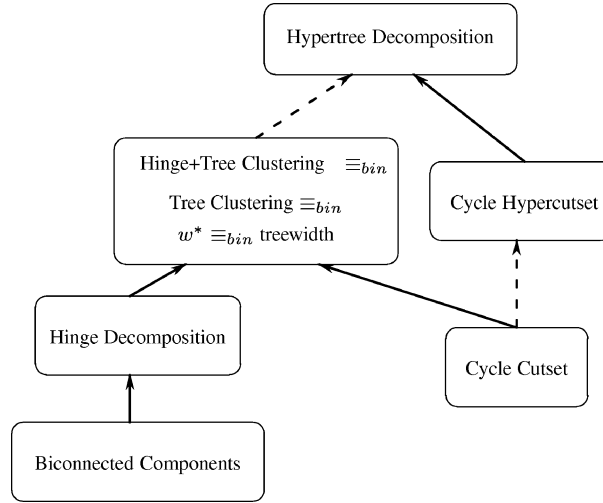 Hypertree Decomposition
Hinge+Tree Clustering ≡bin
Tree Clustering ≡bin
w* ≡bin treewidth
Cycle Hypercutset
Hinge Decomposition
Cycle Cutset
Biconnected Components